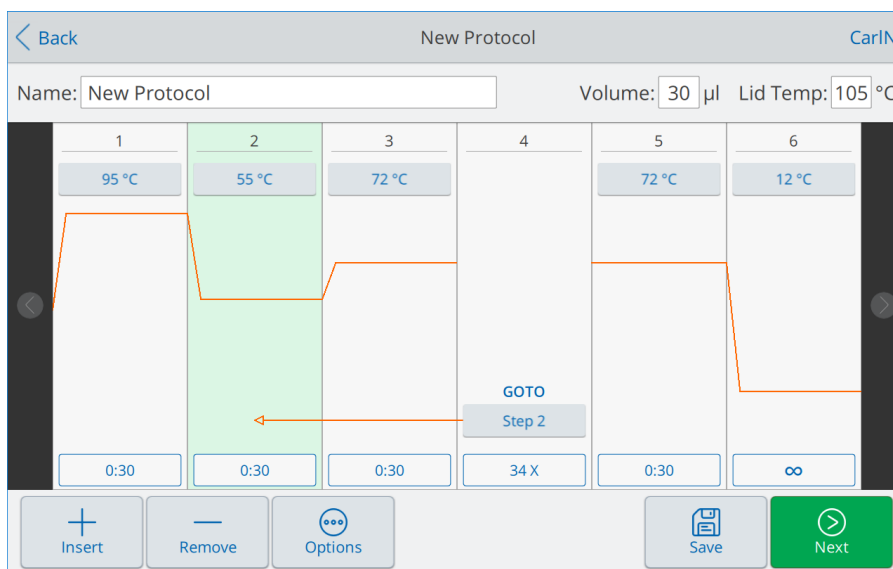 Back New Protocol CarlN
Name: New Protocol Volume: 30 µl Lid Temp: 105 °C
1 2 3 4 5 6
95 °C 55 °C 72 °C 72 °C 12 °C
GOTO
Step 2
0:30 0:30 0:30 34 X 0:30 ∞
Insert Remove Options Save Next